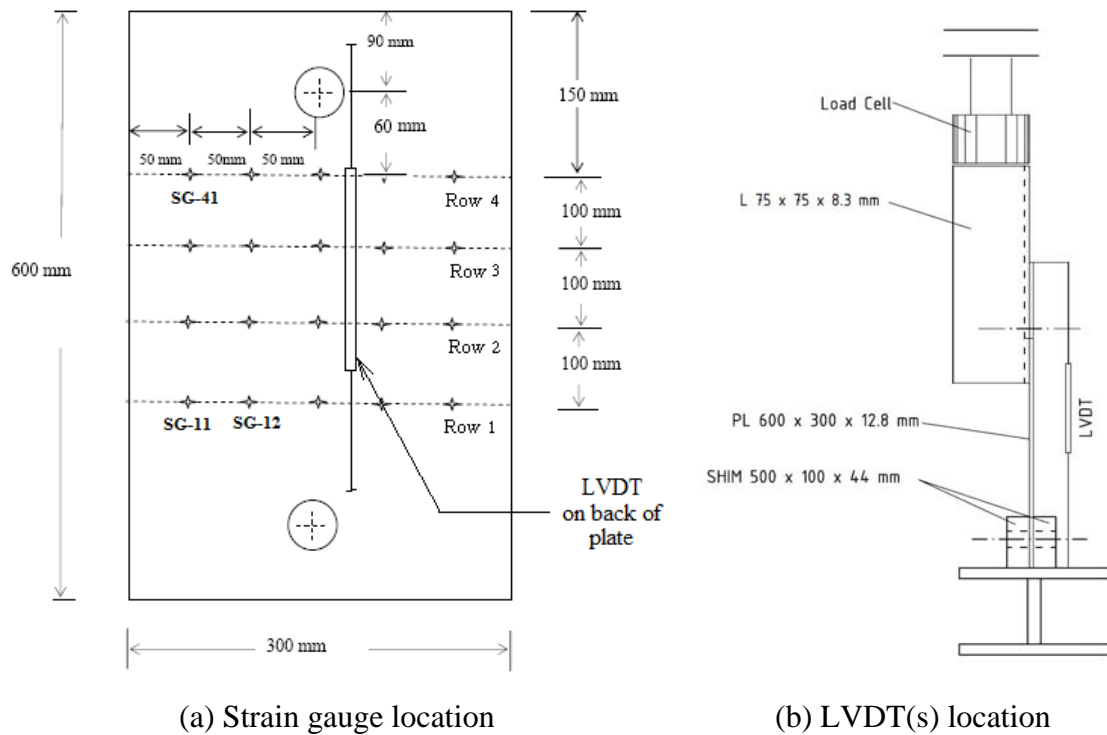 90 mm
150 mm
60 mm
50 mm
50mm
50 mm
SG-41
Row 4
100 mm
600 mm
Row 3
100 mm
Row 2
100 mm
SG-11
SG-12
Row 1
LVDT
on back of
plate
300 mm
(a) Strain gauge location
Load Cell
L 75 x 75 x 8.3 mm
PL 600 x 300 x 12.8 mm
LVDT
SHIM 500 x 100 x 44 mm
(b) LVDT(s) location